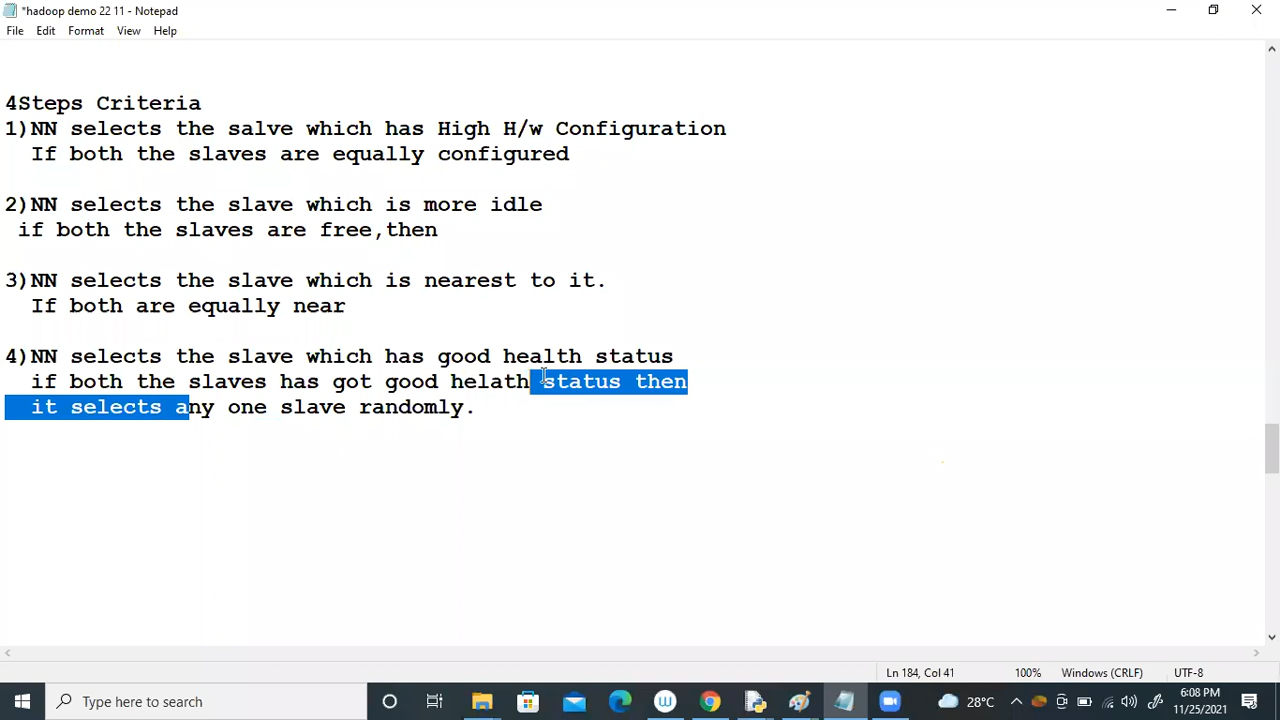 *hadoop demo 22 11 - Notepad
File Edit Format View Help
4Steps Criteria
1)NN selects the salve which has High H/w Configuration
If both the slaves are equally configured
2)NN selects the slave which is more idle
if both the slaves are free,then
3)NN selects the slave which is nearest to it.
If both are equally near
4)NN selects the slave which has good health status
if both the slaves has got good helath status then
it selects any one slave randomly.
Ln 184, Col 41 100% Windows (CRLF) UTF-8
Type here to search
W
28°C
6:08 PM
11/25/2021